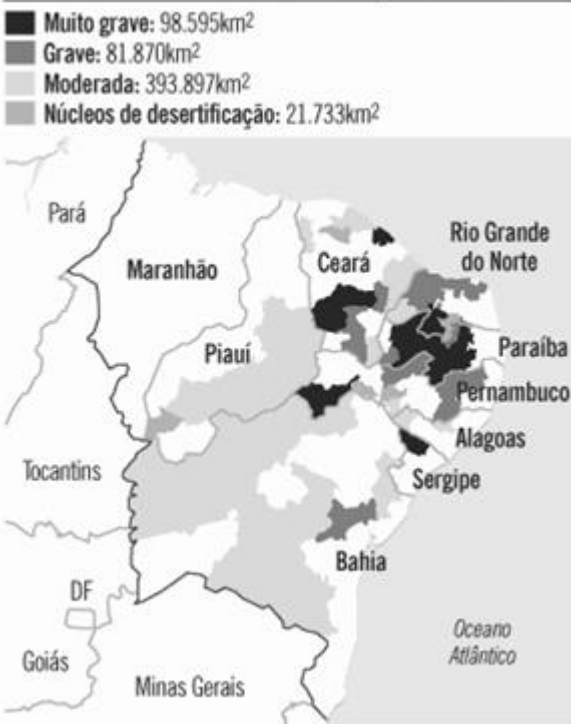 Muito grave: 98.595km²
Grave: 81.870km²
Moderada: 393.897km²
Núcleos de desertificação: 21.733km²
Pará
Maranhão
Ceará
Rio Grande
do Norte
Piauí
Paraíba
Pernambuco
Alagoas
Tocantins
Sergipe
Bahia
DF
Goiás
Minas Gerais
Oceano
Atlântico